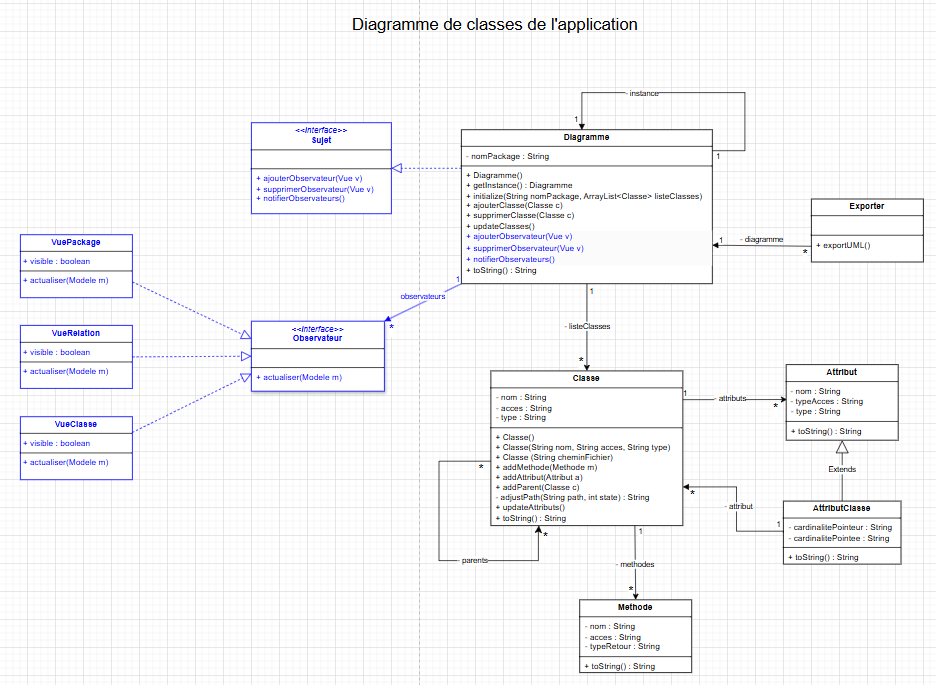 Diagramme de classes de l'application
- instance
1
1
<<interface>>
Sujet
+ ajouterObservateur(Vue v)
+ supprimerObservateur(Vue v)
+ notifierObservateurs()
Diagramme
- nomPackage : String
+ Diagramme()
+ getInstance() : Diagramme
+ initialize(String nomPackage, ArrayList<Classe> listeClasses)
+ ajouterClasse(Classe c)
+ supprimerClasse(Classe c)
+ updateClasses()
+ ajouterObservateur(Vue v)
+ supprimerObservateur(Vue v)
+ notifierObservateurs()
+ toString() : String
Exporter
+ exportUML()
1
- diagramme
*
VuePackage
+ visible : boolean
+ actualiser(Modele m)
1
observateurs
*
1
- listeClasses
*
VueRelation
+ visible : boolean
+ actualiser(Modele m)
<<interface>>
Observateur
+ actualiser(Modele m)
VueClasse
+ visible : boolean
+ actualiser(Modele m)
Classe
- nom : String
- acces : String
- type : String
+ Classe()
+ Classe(String nom, String acces, String type)
+ Classe (String cheminFichier)
+ addMethode(Methode m)
+ addAttribut(Attribut a)
+ addParent(Classe c)
- adjustPath(String path, int state) : String
+ updateAttributs()
+ toString() : String
1
- attributs
*
Attribut
- nom : String
- typeAcces : String
- type : String
+ toString() : String
Extends
*
- attribut
1
AttributClasse
- cardinalitePointeur : String
- cardinalitePointee : String
+ toString() : String
*
- parents
*
1
- methodes
*
Methode
- nom : String
- acces : String
- typeRetour : String
+ toString() : String